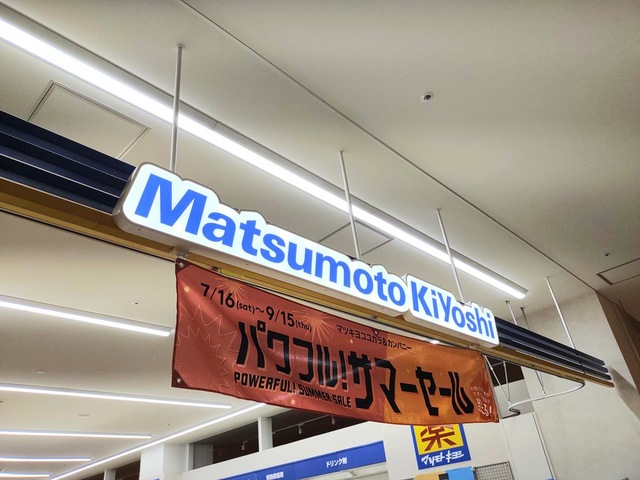 Matsumoto KiYoshi
7/16(sat)～9/15(thu)
マツキヨココカラ&カンパニー
パワフル!サマーセール
POWERFUL! SUMMER SALE
薬
マツモトキヨシ
ドリンク剤